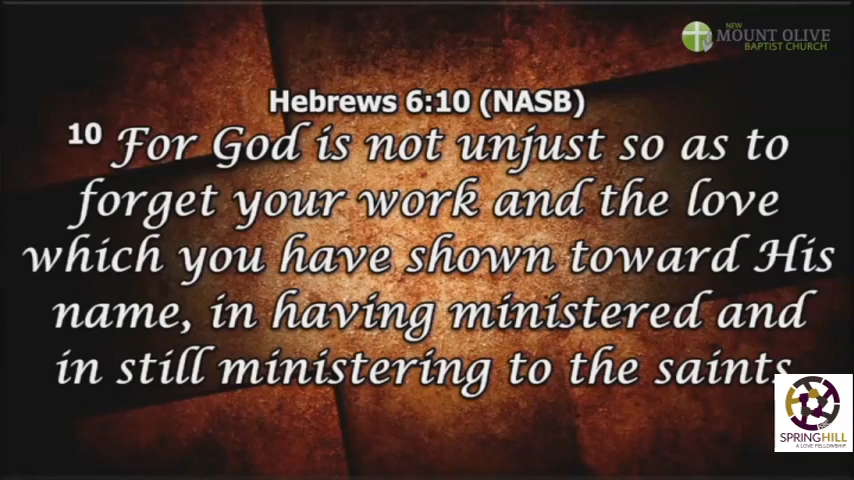 NEW
MOUNT OLIVE
BAPTIST CHURCH
Hebrews 6:10 (NASB)
10 For God is not unjust so as to
forget your work and the love
which you have shown toward His
name, in having ministered and
in still ministering to the saints.
SPRINGHILL
A LOVE FELLOWSHIP